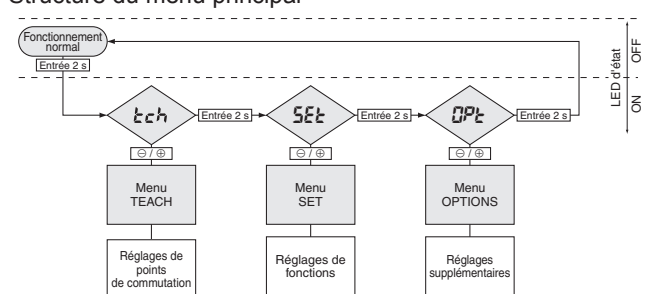 Structure du menu principal
Fonctionnement
normal
Entrée 2 s
LED d'état
OFF
ON
tch
Entrée 2 s
SEt
Entrée 2 s
OPt
Entrée 2 s
⊖ / ⊕
⊖ / ⊕
⊖ / ⊕
Menu
TEACH
Menu
SET
Menu
OPTIONS
Réglages de
points
de commutation
Réglages de
fonctions
Réglages
supplémentaires